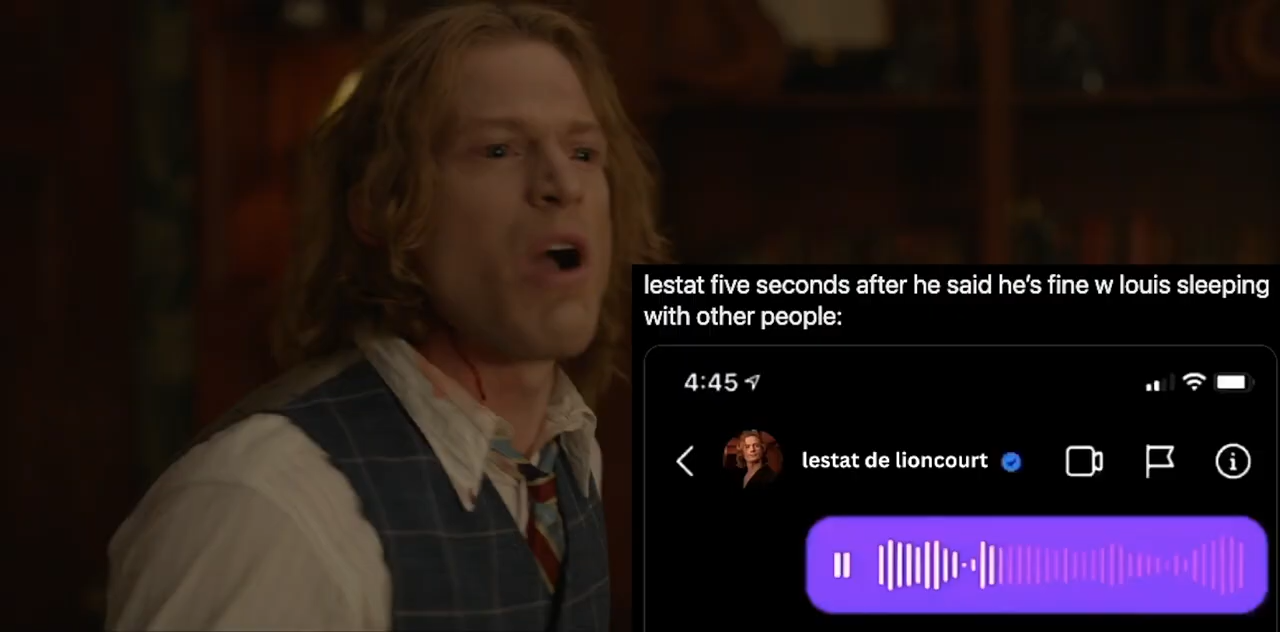 lestat five seconds after he said he's fine w louis sleeping
with other people:
4:45
lestat de lioncourt